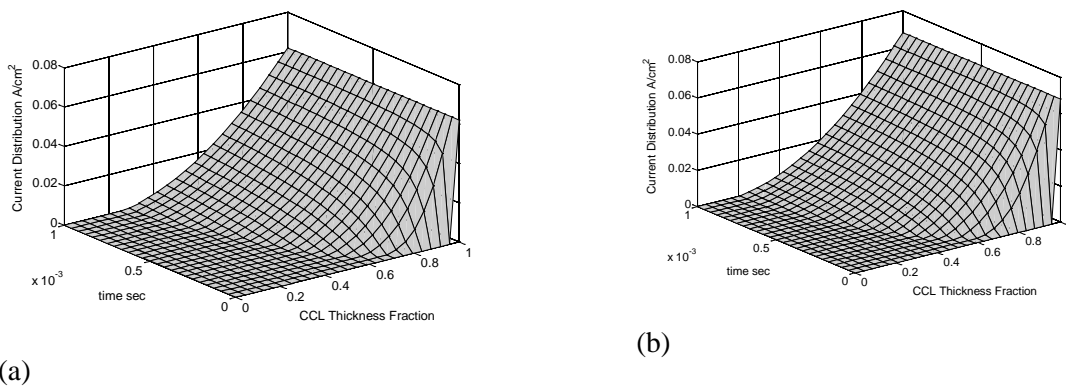 Current Distribution A/cm²
0.08
0.06
0.04
0.02
0
1
x 10⁻³
0.5
time sec
0
0
0.2
0.4
0.6
0.8
1
CCL Thickness Fraction
(a)
Current Distribution A/cm²
0.08
0.06
0.04
0.02
0
1
x 10⁻³
0.5
time sec
0
0
0.2
0.4
0.6
0.8
CCL Thickness Fraction
(b)